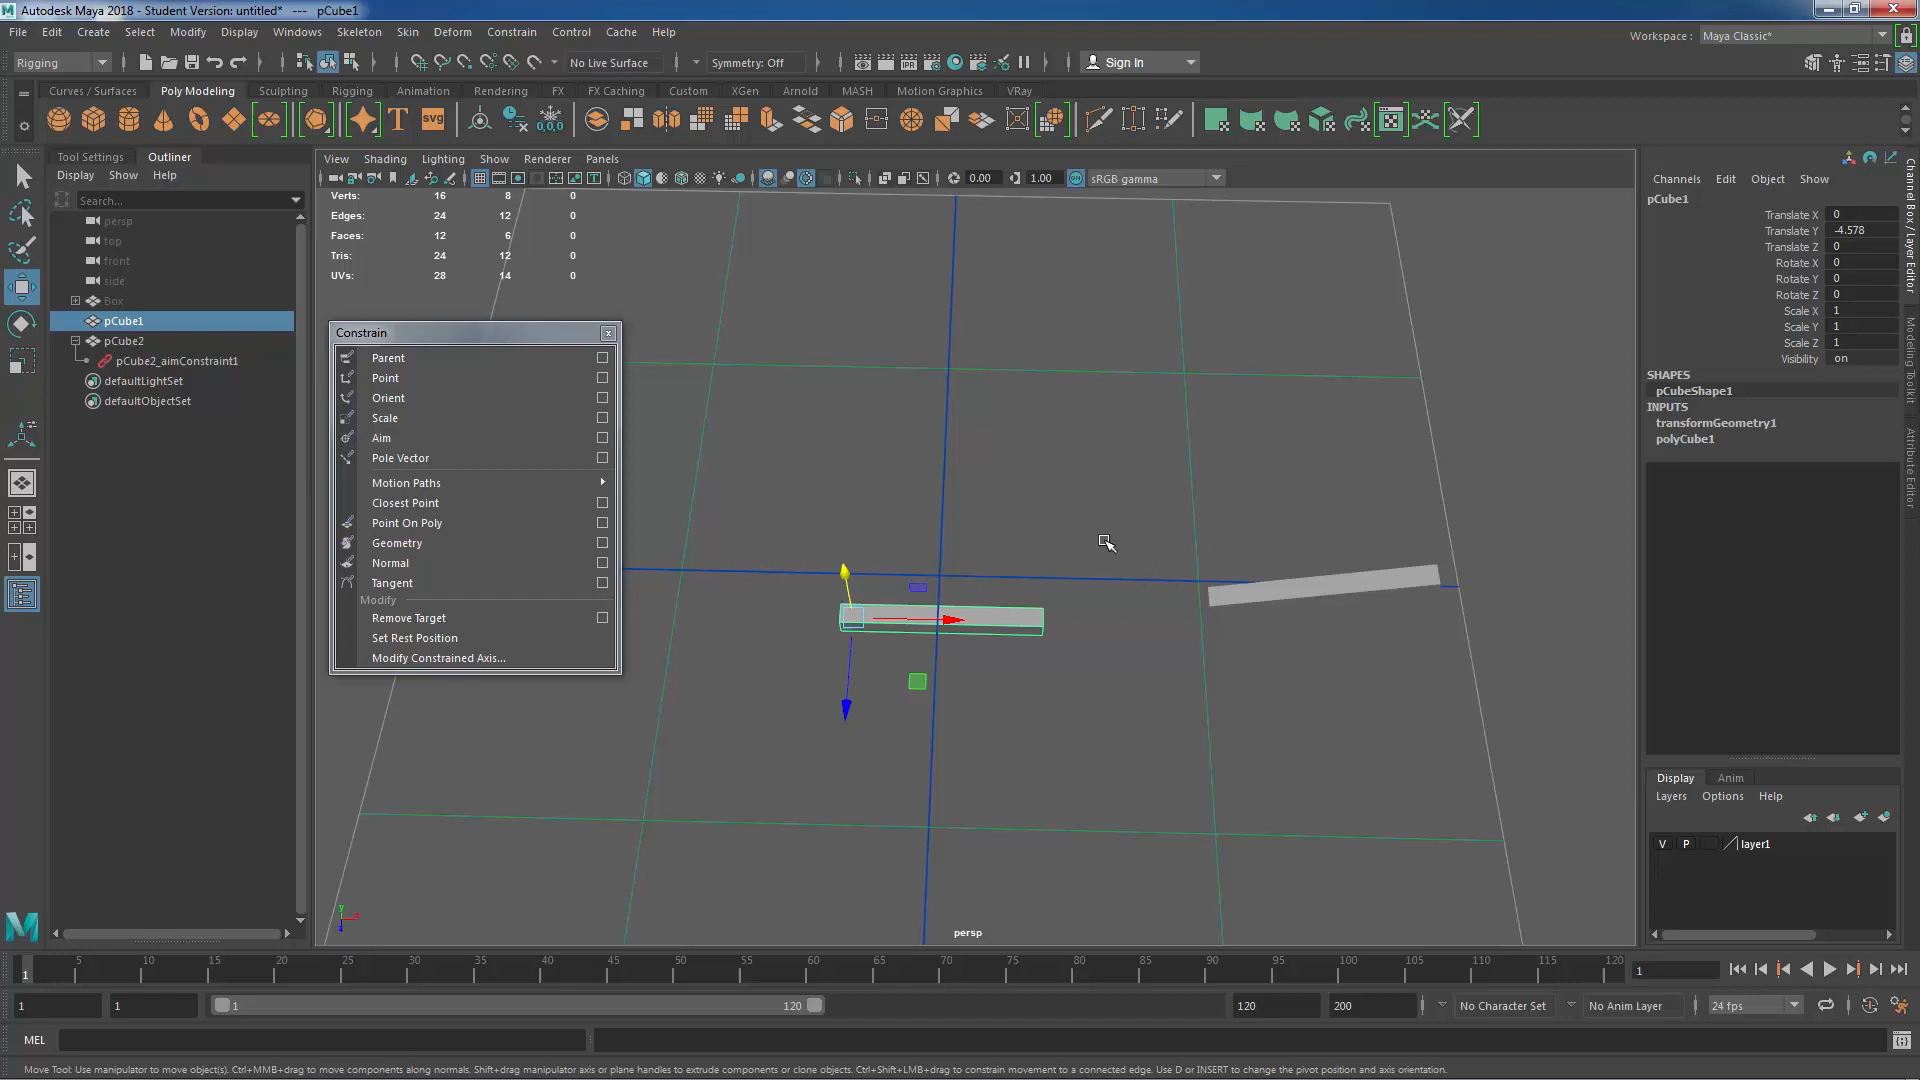 Autodesk Maya 2018 - Student Version: untitled* --- pCube1
File Edit Create Select Modify Display Windows Skeleton Skin Deform Constrain Control Cache Help
Workspace : Maya Classic*
Rigging No Live Surface Symmetry: Off Sign In
Curves / Surfaces Poly Modeling Sculpting Rigging Animation Rendering FX FX Caching Custom XGen Arnold MASH Motion Graphics VRay
T SVG 0,0,0 IPR
Tool Settings Outliner
Display Show Help
Search...
persp
top
front
side
Box
pCube1
pCube2
pCube2_aimConstraint1
defaultLightSet
defaultObjectSet
View Shading Lighting Show Renderer Panels
0.00 1.00 sRGB gamma
Verts: 16 8 0
Edges: 24 12 0
Faces: 12 6 0
Tris: 24 12 0
UVs: 28 14 0
Constrain
Parent
Point
Orient
Scale
Aim
Pole Vector
Motion Paths
Closest Point
Point On Poly
Geometry
Normal
Tangent
Modify
Remove Target
Set Rest Position
Modify Constrained Axis...
persp
Channels Edit Object Show
pCube1
Translate X 0
Translate Y -4.578
Translate Z 0
Rotate X 0
Rotate Y 0
Rotate Z 0
Scale X 1
Scale Y 1
Scale Z 1
Visibility on
SHAPES
pCubeShape1
INPUTS
transformGeometry1
polyCube1
Channel Box / Layer Editor
Modeling Toolkit
Attribute Editor
Display Anim
Layers Options Help
V P layer1
1 5 10 15 20 25 30 35 40 45 50 55 60 65 70 75 80 85 90 95 100 105 110 115 120 1
1 1 1 120 120 200 No Character Set No Anim Layer 24 fps
MEL
Move Tool: Use manipulator to move object(s). Ctrl+MMB+drag to move components along normals. Shift+drag manipulator axis or plane handles to extrude components or clone objects. Ctrl+Shift+LMB+drag to constrain movement to a connected edge. Use D or INSERT to change the pivot position and axis orientation.